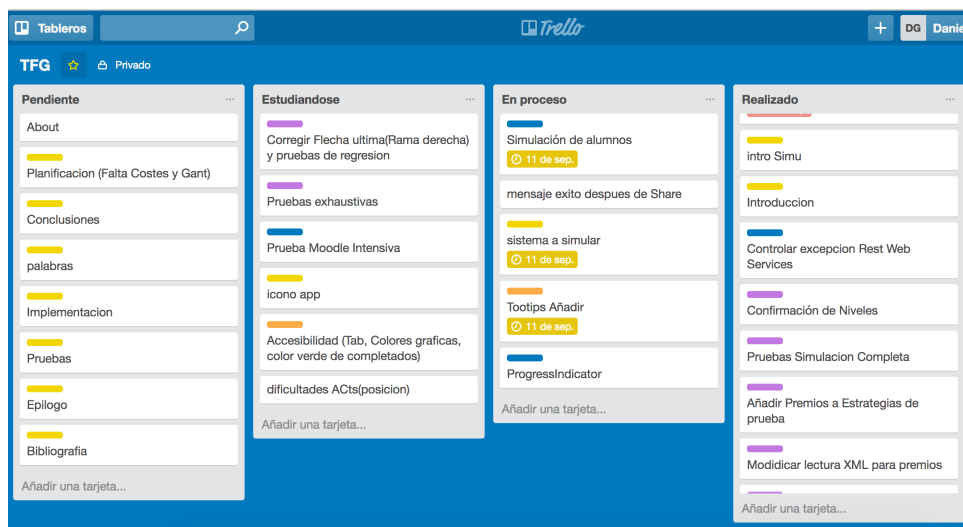 Tableros
Trello
DG Danie
TFG
Privado
Pendiente
About
Planificacion (Falta Costes y Gant)
Conclusiones
palabras
Implementacion
Pruebas
Epilogo
Bibliografia
Añadir una tarjeta...
Estudiandose
Corregir Flecha ultima(Rama derecha)
y pruebas de regresion
Pruebas exhaustivas
Prueba Moodle Intensiva
icono app
Accesibilidad (Tab, Colores graficas,
color verde de completados)
dificultades ACts(posicion)
Añadir una tarjeta...
En proceso
Simulación de alumnos
11 de sep.
mensaje exito despues de Share
sistema a simular
11 de sep.
Tootips Añadir
11 de sep.
ProgressIndicator
Añadir una tarjeta...
Realizado
intro Simu
Introduccion
Controlar excepcion Rest Web
Services
Confirmación de Niveles
Pruebas Simulacion Completa
Añadir Premios a Estrategias de
prueba
Modidicar lectura XML para premios
Añadir una tarjeta...